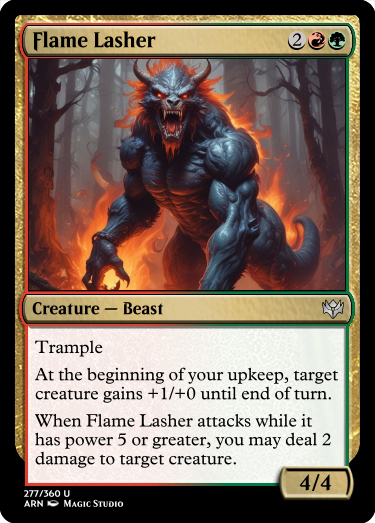 Flame Lasher 2
Creature — Beast
Trample
At the beginning of your upkeep, target
creature gains +1/+0 until end of turn.
When Flame Lasher attacks while it
has power 5 or greater, you may deal 2
damage to target creature.
4/4
277/360 U
ARN Magic Studio